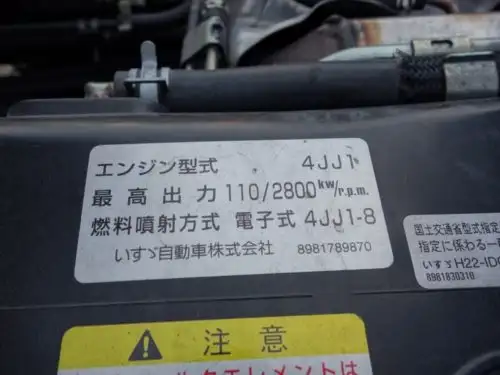 エンジン型式 4JJ1
最高出力 110/2800 kw/r.p.m.
燃料噴射方式 電子式 4JJ1-8
いすゞ自動車株式会社 8981789870
国土交通省型式指定
指定に係わる一
いすゞH22-ID
8981830310
注意
エレメントは